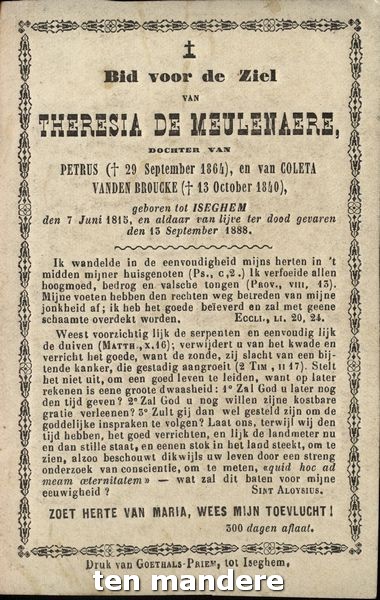 Bid voor de Ziel
VAN
THERESIA DE MEULENAERE,
DOCHTER VAN
PETRUS († 29 September 1864), en van COLETA
VANDEN BROUCKE († 13 October 1840),
geboren tot ISEGHEM
den 7 Juni 1815, en aldaar van lijve ter dood gevaren
den 13 September 1888.
Ik wandelde in de eenvoudigheid mijns herten in 't
midden mijner huisgenoten (Ps., C, 2.) Ik verfoeide allen
hoogmoed, bedrog en valsche tongen (Prov., VIII, 13).
Mijne voeten hebben den rechten weg betreden van mijne
jonkheid af; ik heb het goede beïeverd en zal met geene
schaamte overdekt worden. Eccli., LI. 20, 24.
Weest voorzichtig lijk de serpenten en eenvoudig lijk
de duiven (Matth., X.16); verwijdert u van het kwade en
verricht het goede, want de zonde, zij slacht van een bij-
tende kanker, die gestadig aangroeit (2 Tim, II 17). Stelt
het niet uit, om een goed leven te leiden, want op later
rekenen is eene groote dwaasheid: 1º Zal God u later nog
den tijd geven? 2º Zal God u nog willen zijne kostbare
gratie verleenen? 3º Zult gij dan wel gesteld zijn om de
goddelijke inspraken te volgen? Laat ons, terwijl wij den
tijd hebben, het goed verrichten, en lijk de landmeter nu
en dan stille staat, en eenen stok in het land steekt, om te
zien, alzoo beschouwt dikwijls uw leven door een streng
onderzoek van conscientie, om te meten, «quid hoc ad
meam æternitatem» — wat zal dit baten voor mijne
eeuwigheid? Sint Aloysius.
ZOET HERTE VAN MARIA, WEES MIJN TOEVLUCHT!
300 dagen aflaat.
Druk van Goethals-Priem, tot Iseghem.
ten mandere